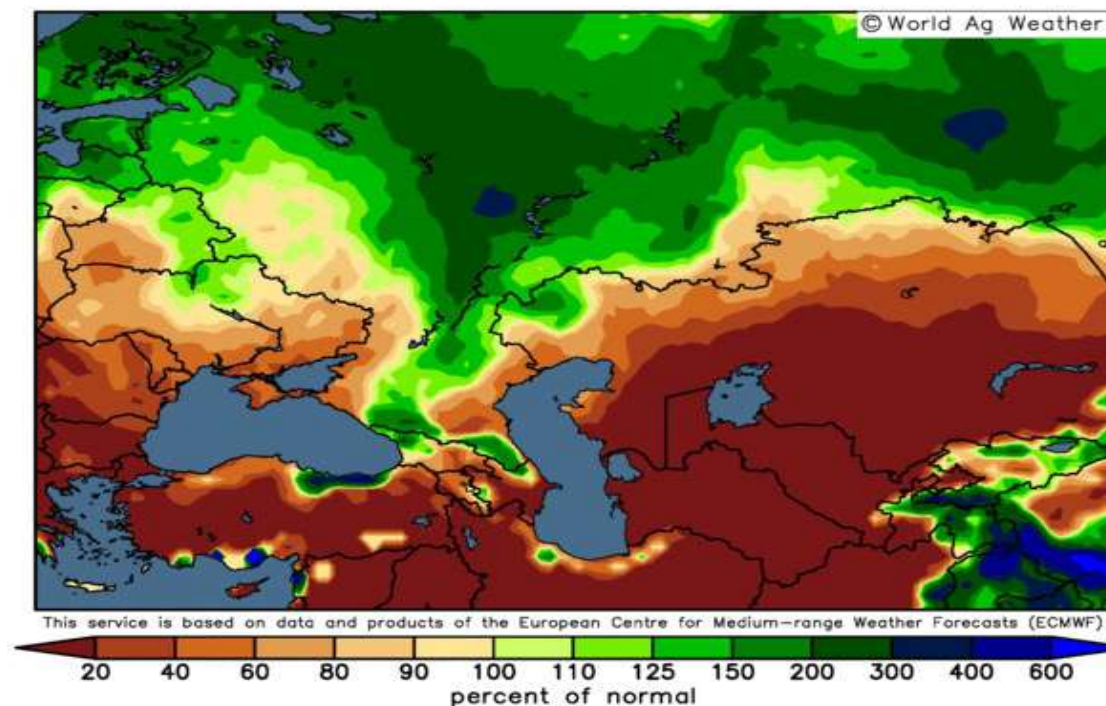 © World Ag Weather
This service is based on data and products of the European Centre for Medium-range Weather Forecasts (ECMWF)
20 40 60 80 90 100 110 125 150 200 300 400 600
percent of normal